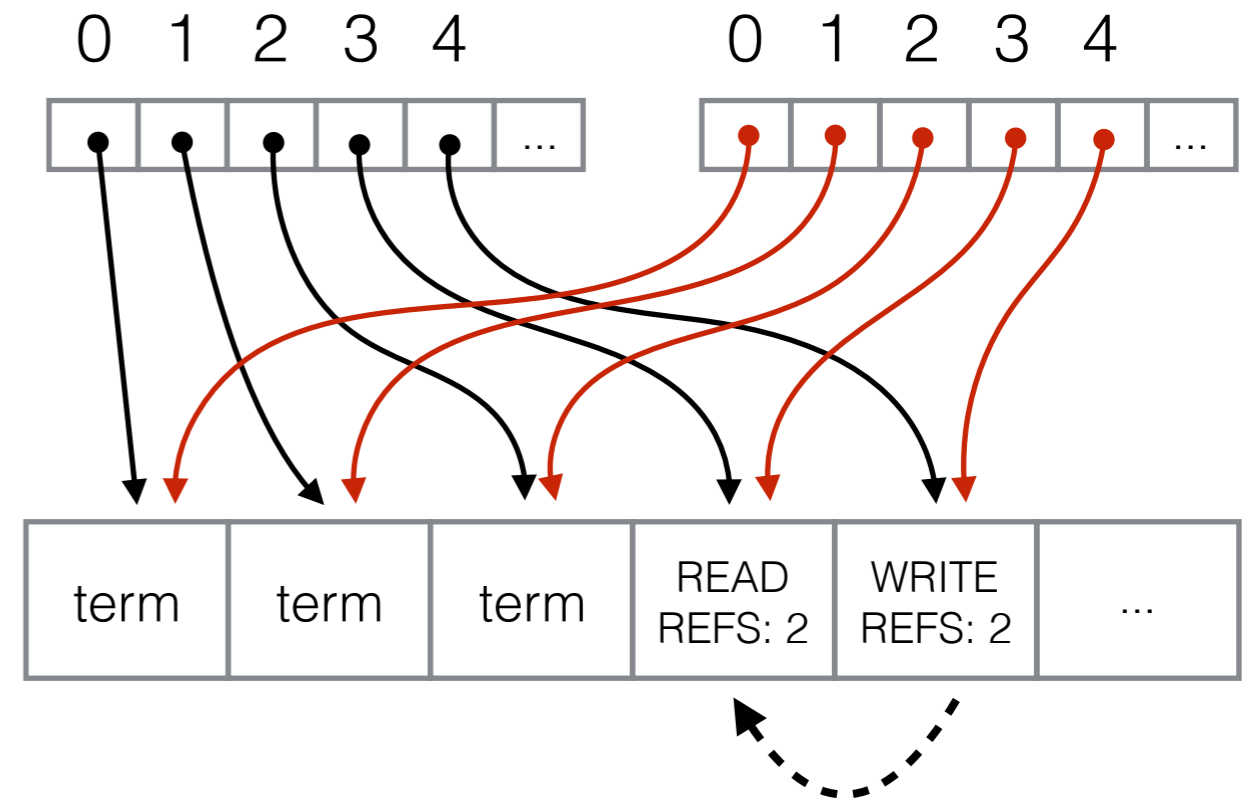 0 1 2 3 4 0 1 2 3 4
... ...
term term term READ REFS: 2 WRITE REFS: 2 ...